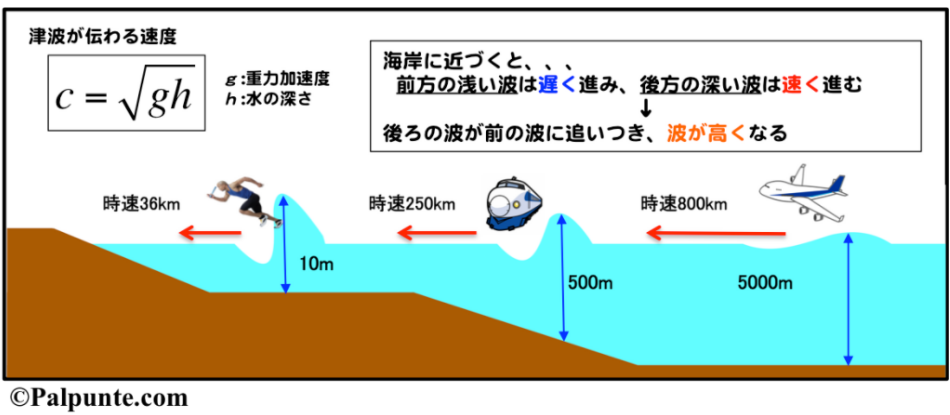 津波が伝わる速度
c = √gh
g:重力加速度
h:水の深さ
海岸に近づくと、、、
前方の浅い波は遅く進み、後方の深い波は速く進む
↓
後ろの波が前の波に追いつき、波が高くなる
時速36km
時速250km
時速800km
10m
500m
5000m
©Palpunte.com